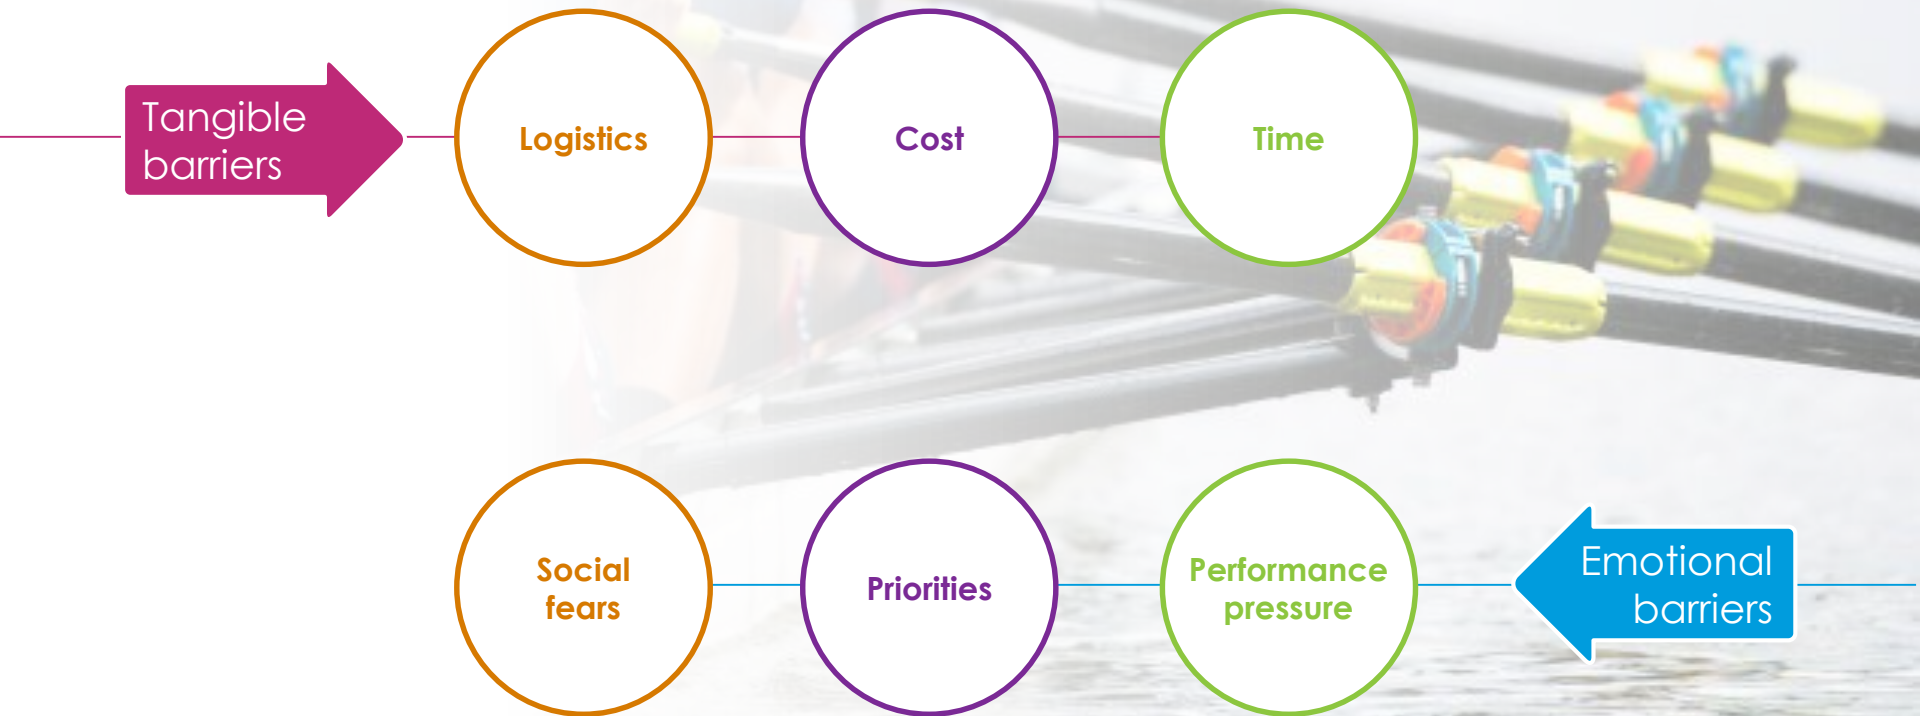 Tangible
barriers
Logistics
Cost
Time
Social
fears
Priorities
Performance
pressure
Emotional
barriers